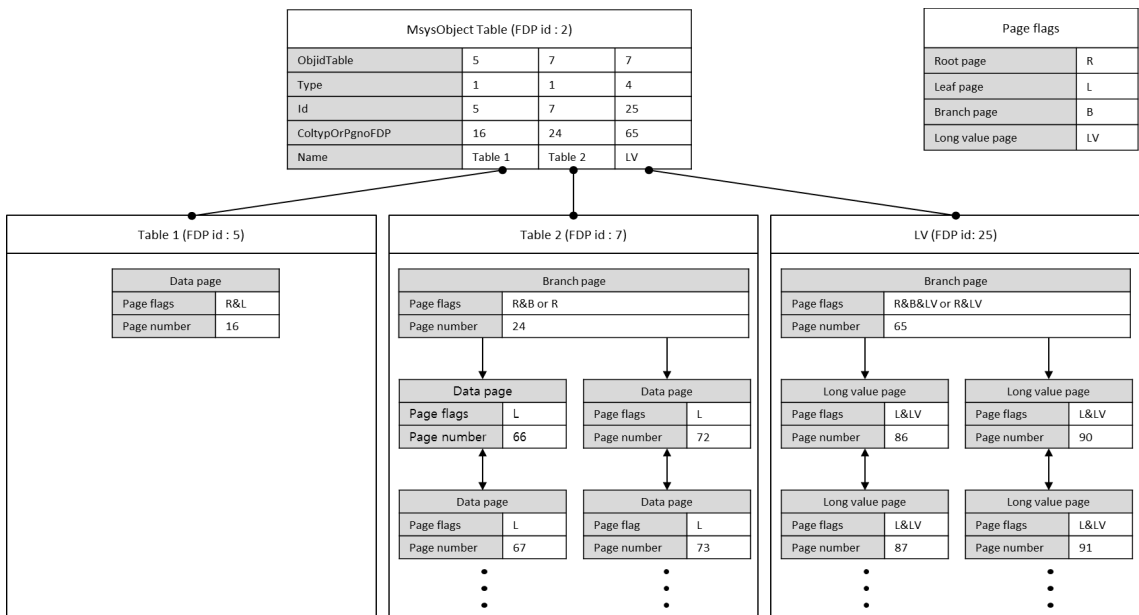 MsysObject Table (FDP id : 2)
ObjidTable 5 7 7
Type 1 1 4
Id 5 7 25
ColtypOrPgnoFDP 16 24 65
Name Table 1 Table 2 LV
Page flags
Root page R
Leaf page L
Branch page B
Long value page LV
Table 1 (FDP id : 5)
Data page
Page flags R&L
Page number 16
Table 2 (FDP id : 7)
Branch page
Page flags R&B or R
Page number 24
Data page
Page flags L
Page number 66
Data page
Page flags L
Page number 72
Data page
Page flags L
Page number 67
Data page
Page flag L
Page number 73
LV (FDP id: 25)
Branch page
Page flags R&B&LV or R&LV
Page number 65
Long value page
Page flags L&LV
Page number 86
Long value page
Page flags L&LV
Page number 90
Long value page
Page flags L&LV
Page number 87
Long value page
Page flags L&LV
Page number 91